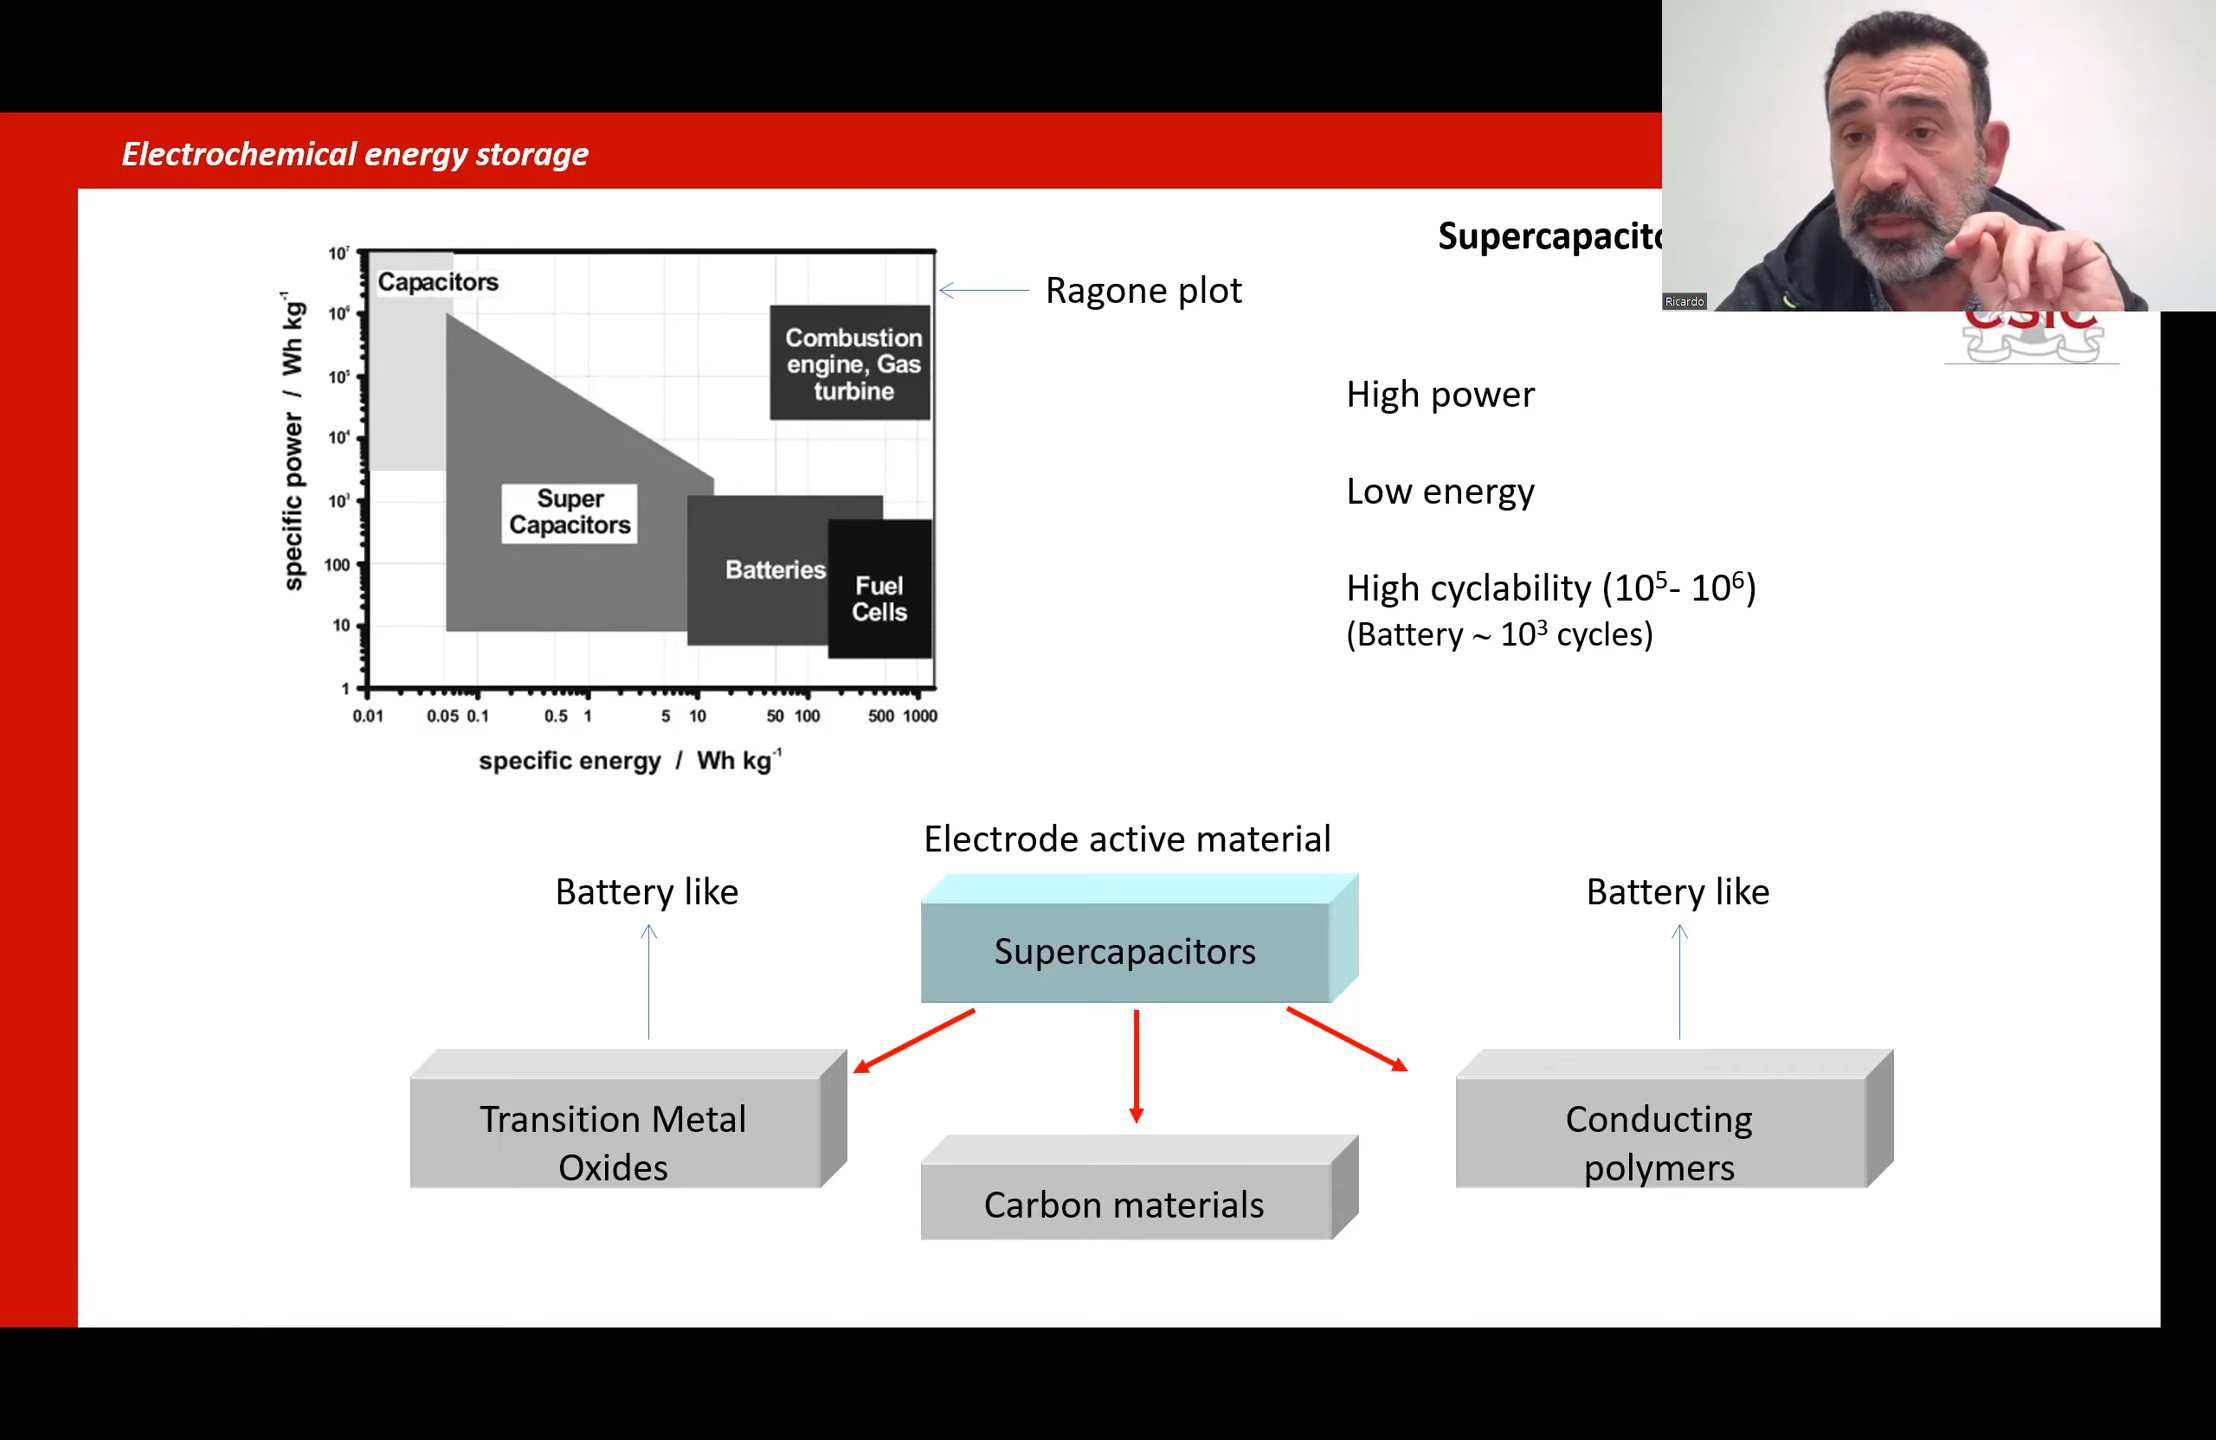 Electrochemical energy storage
Supercapacito
Ricardo
CSIC
10⁷
10⁶
10⁵
10⁴
10³
100
10
1
specific power / Wh kg⁻¹
Capacitors
Combustion
engine, Gas
turbine
Super
Capacitors
Batteries
Fuel
Cells
0.01 0.05 0.1 0.5 1 5 10 50 100 500 1000
specific energy / Wh kg⁻¹
Ragone plot
High power
Low energy
High cyclability (10⁵- 10⁶)
(Battery ~ 10³ cycles)
Electrode active material
Battery like
Supercapacitors
Battery like
Transition Metal
Oxides
Carbon materials
Conducting
polymers